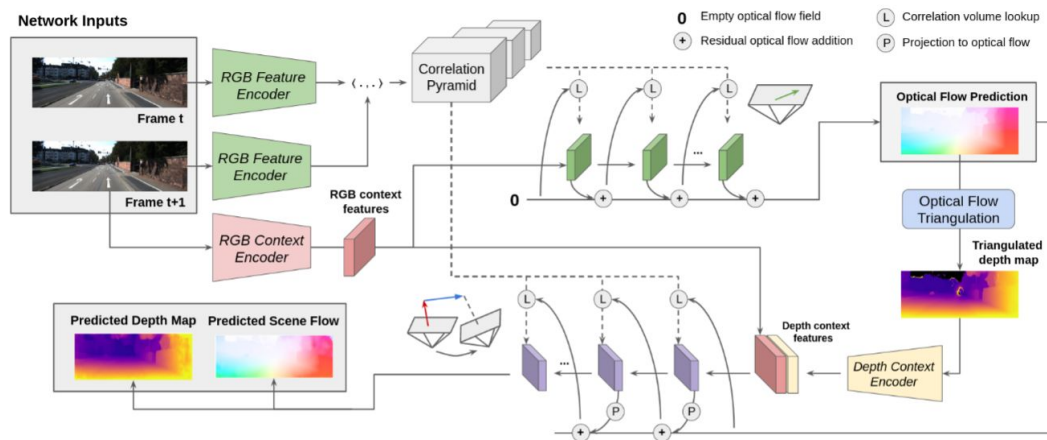 Network Inputs
Frame t
Frame t+1
RGB Feature
Encoder
RGB Feature
Encoder
RGB Context
Encoder
RGB context
features
⟨...⟩
Correlation
Pyramid
0 Empty optical flow field
+ Residual optical flow addition
L Correlation volume lookup
P Projection to optical flow
L
L
L
...
0
+
+
+
Optical Flow Prediction
Optical Flow
Triangulation
Triangulated
depth map
Depth Context
Encoder
Depth context
features
L
L
L
...
P
P
+
+
Predicted Depth Map
Predicted Scene Flow